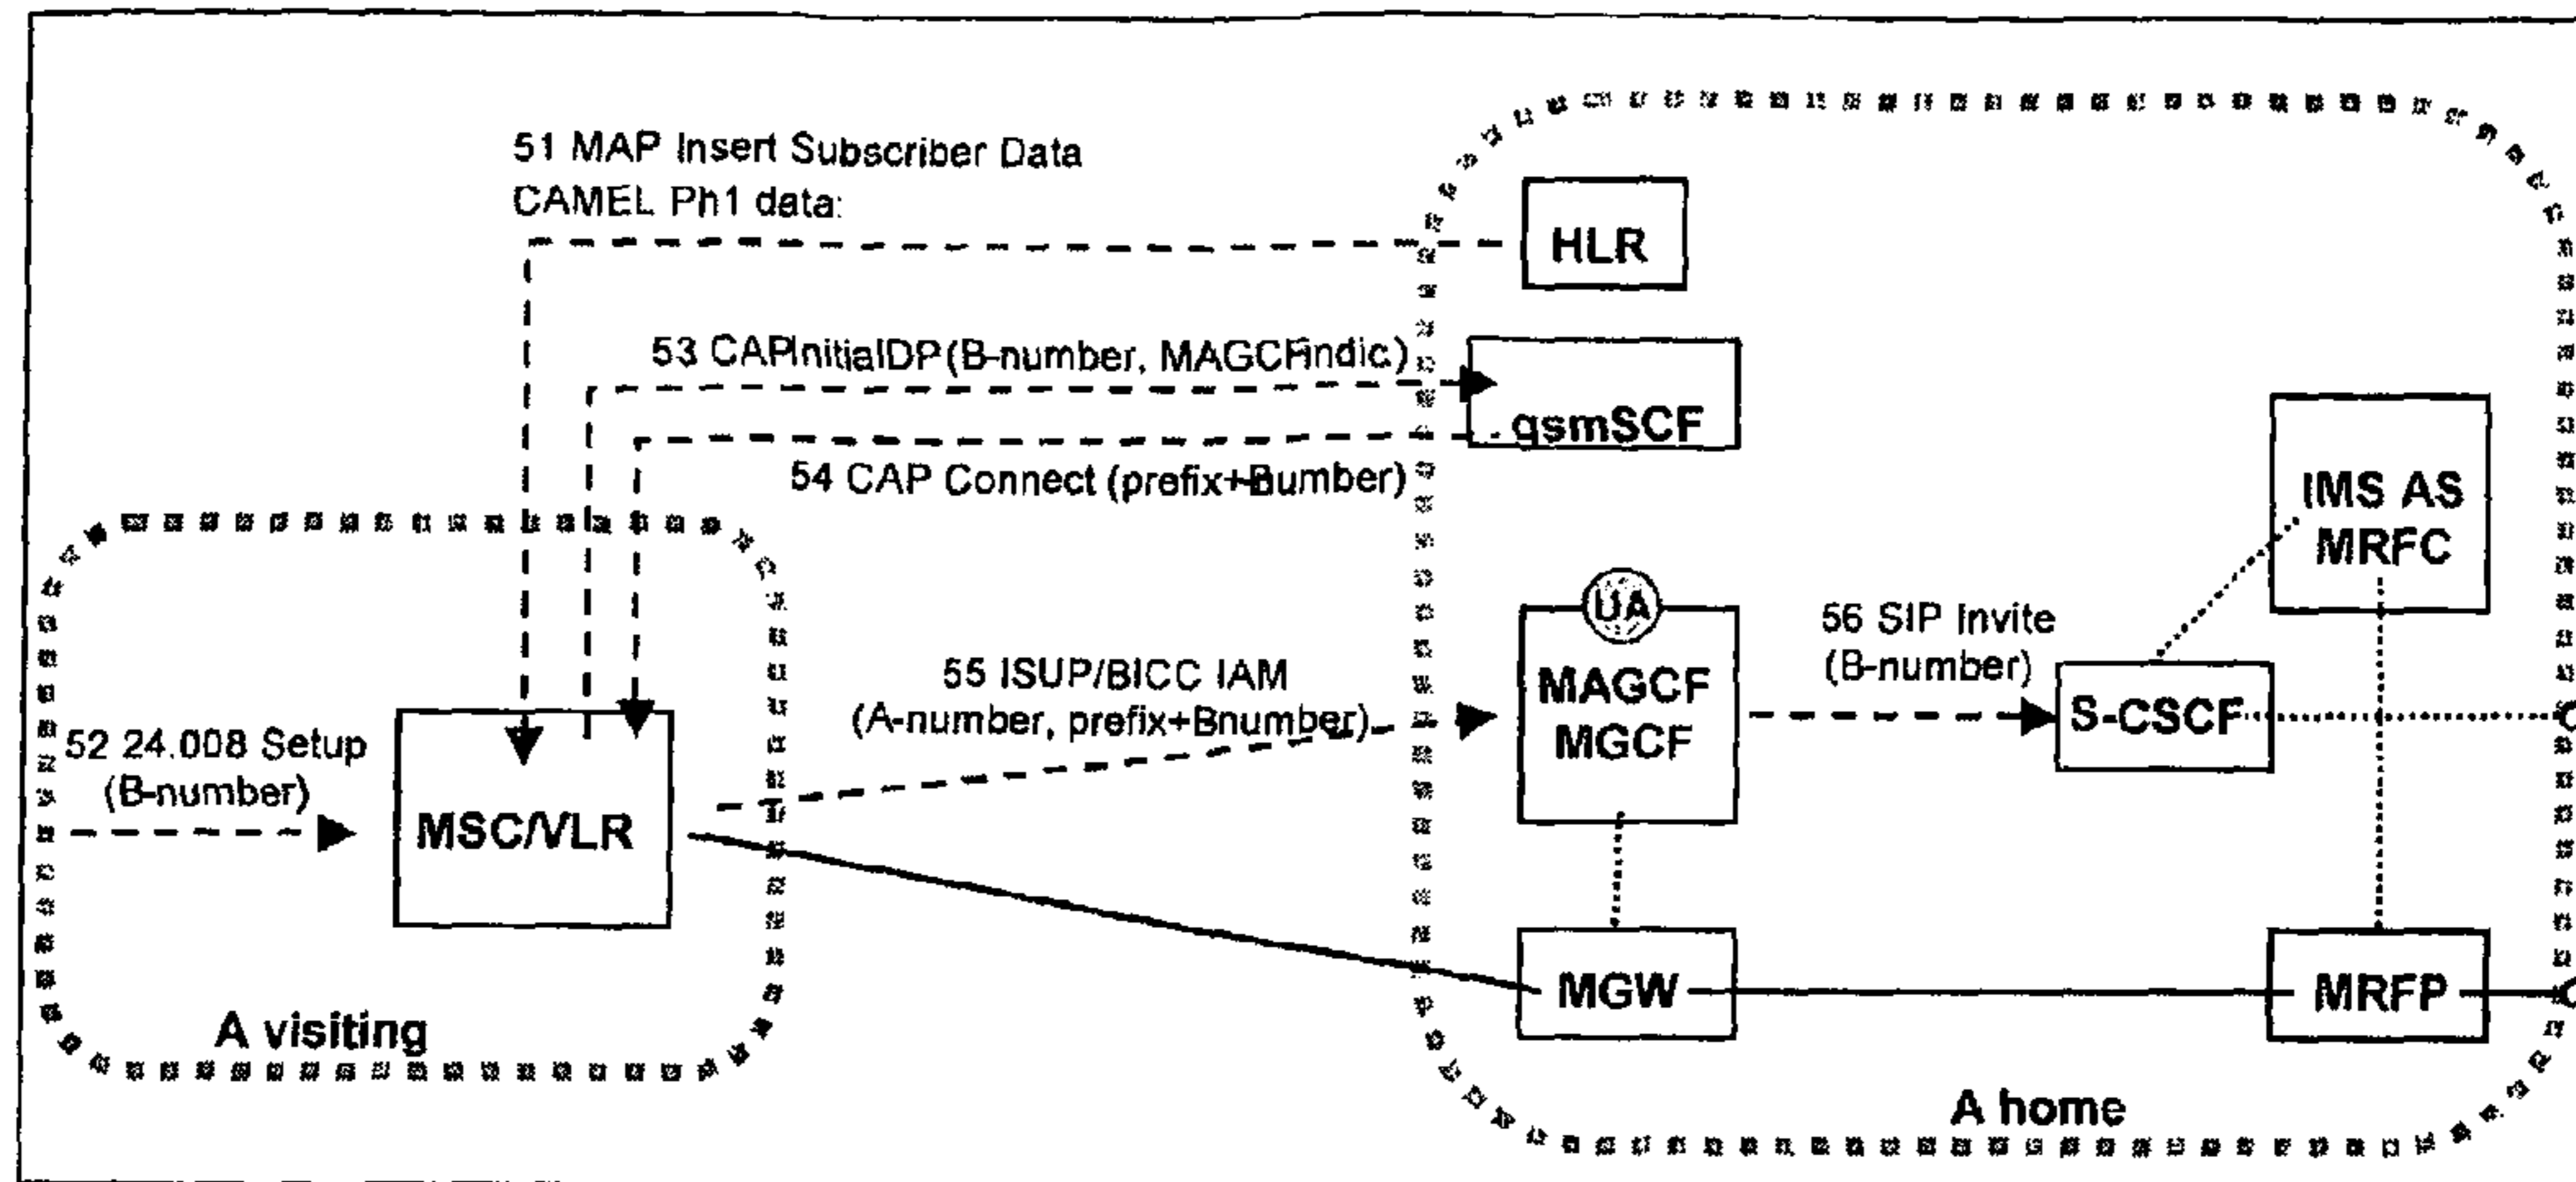 51 MAP Insert Subscriber Data
CAMEL Ph1 data:
HLR
53 CAPInitialDP(B-number, MAGCFindic.)
gsmSCF
54 CAP Connect (prefix+Bumber)
IMS AS
MRFC
UA
MAGCF
MGCF
56 SIP Invite
(B-number)
S-CSCF
55 ISUP/BICC IAM
(A-number, prefix+Bnumber)
52 24.008 Setup
(B-number)
MSC/VLR
MGW
MRFP
A visiting
A home